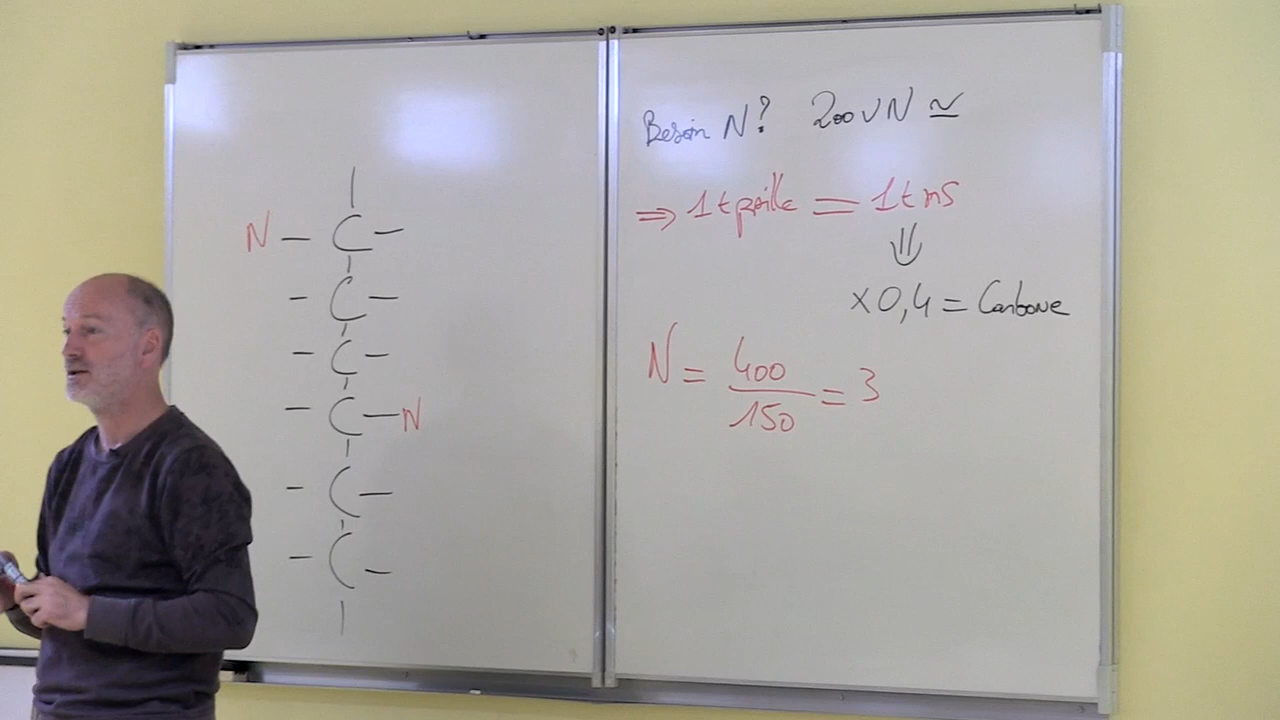 N — C —
— C —
— C —
— C — N
— C —
— C —
Besoin N? 200 UN ≃
⇒ 1 t paille = 1 t MS
⇓
× 0,4 = Carbone
N = 400 / 150 = 3